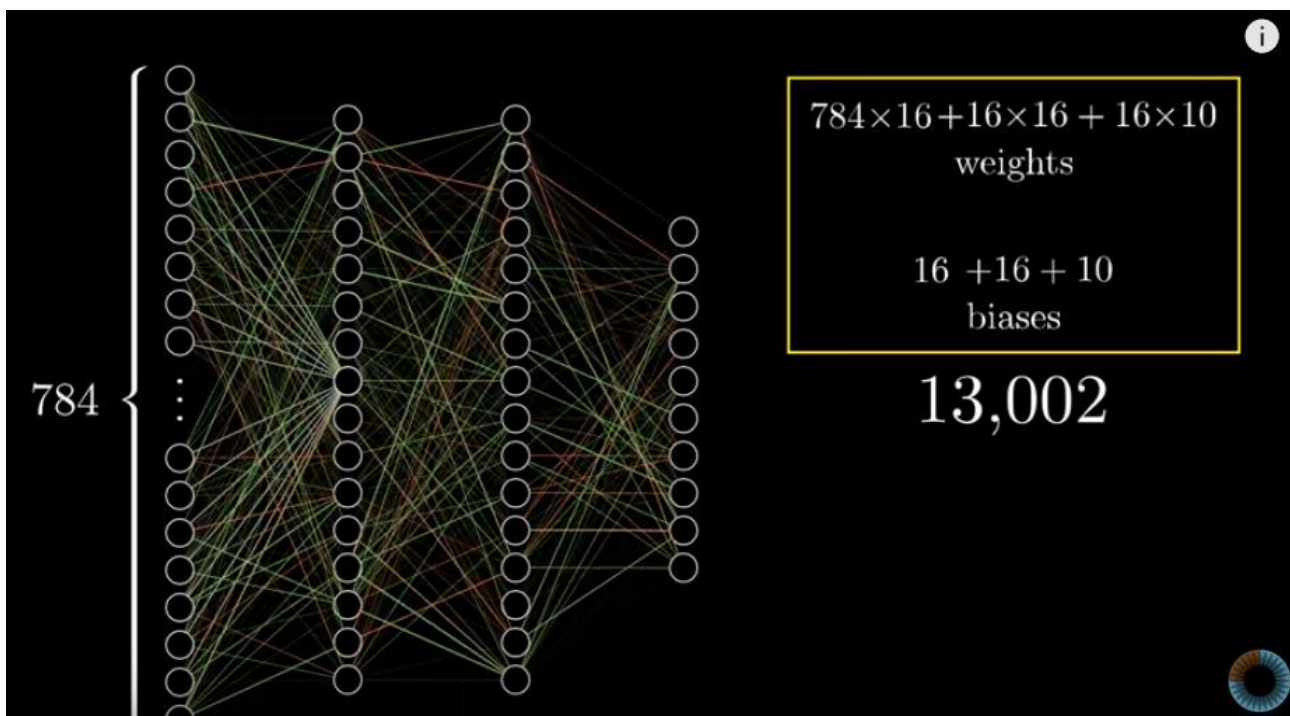 784×16+16×16 + 16×10
weights
16 +16 + 10
biases
784
13,002
i